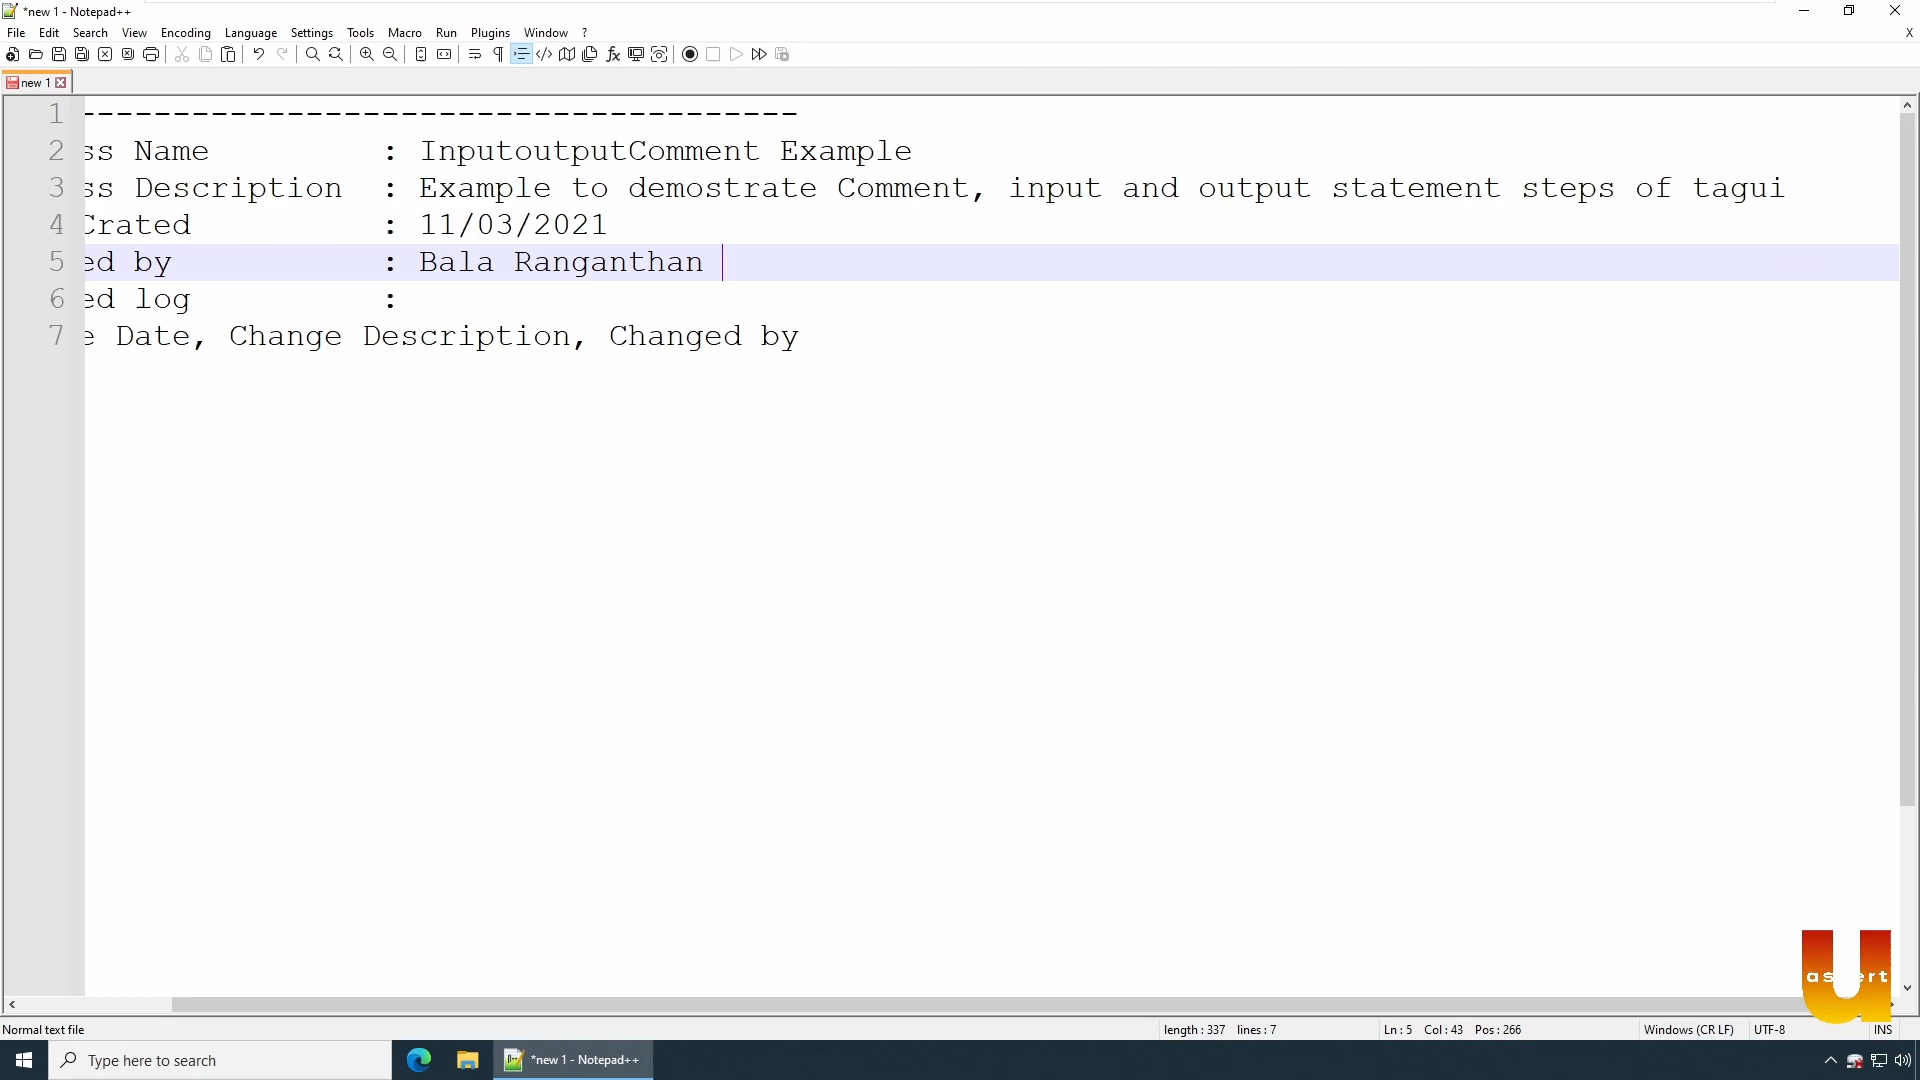 *new 1 - Notepad++
File Edit Search View Encoding Language Settings Tools Macro Run Plugins Window ? X
new 1
1 --------------------------------------
2 ss Name : InputoutputComment Example
3 ss Description : Example to demostrate Comment, input and output statement steps of tagui
4 Crated : 11/03/2021
5 ed by : Bala Ranganthan
6 ed log :
7 e Date, Change Description, Changed by
u
assert
Normal text file length : 337 lines : 7 Ln : 5 Col : 43 Pos : 266 Windows (CR LF) UTF-8 INS
Type here to search *new 1 - Notepad++